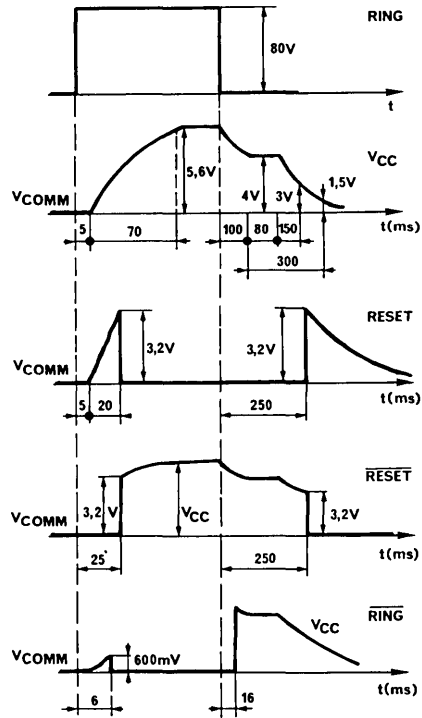 RING
80V
t
VCC
5,6V
4V
3V
1,5V
VCOMM
t(ms)
5
70
100
80
150
300
RESET
3,2V
3,2V
VCOMM
t(ms)
5
20
250
RESET
3,2 V
VCC
3,2V
VCOMM
t(ms)
25
250
RING
VCC
VCOMM
600mV
t(ms)
6
16